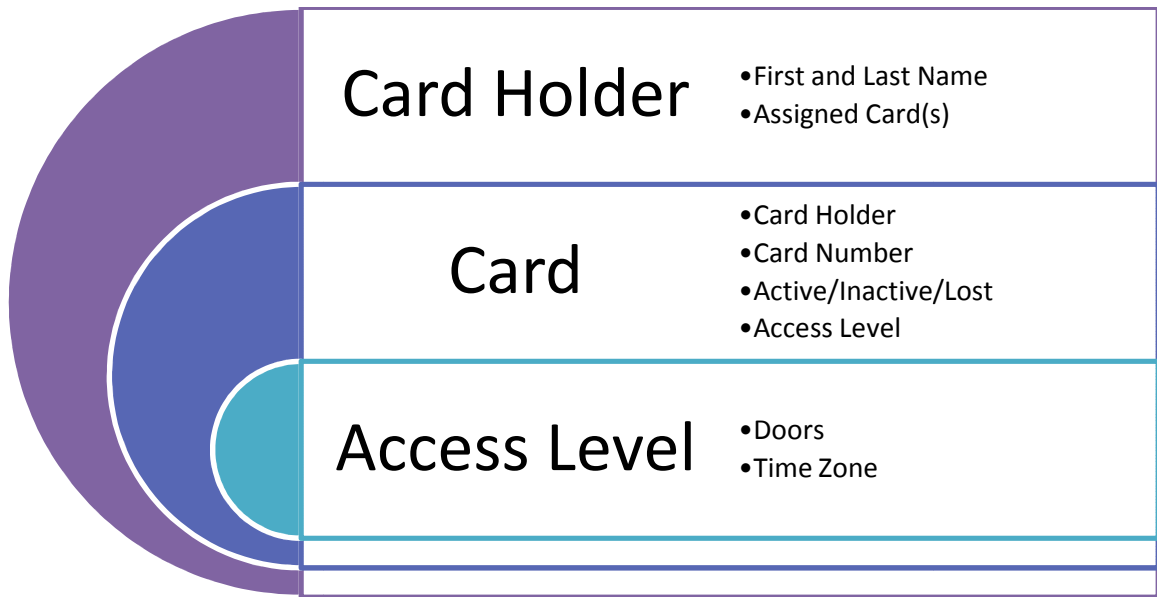 Card Holder
•First and Last Name
•Assigned Card(s)
Card
•Card Holder
•Card Number
•Active/Inactive/Lost
•Access Level
Access Level
•Doors
•Time Zone